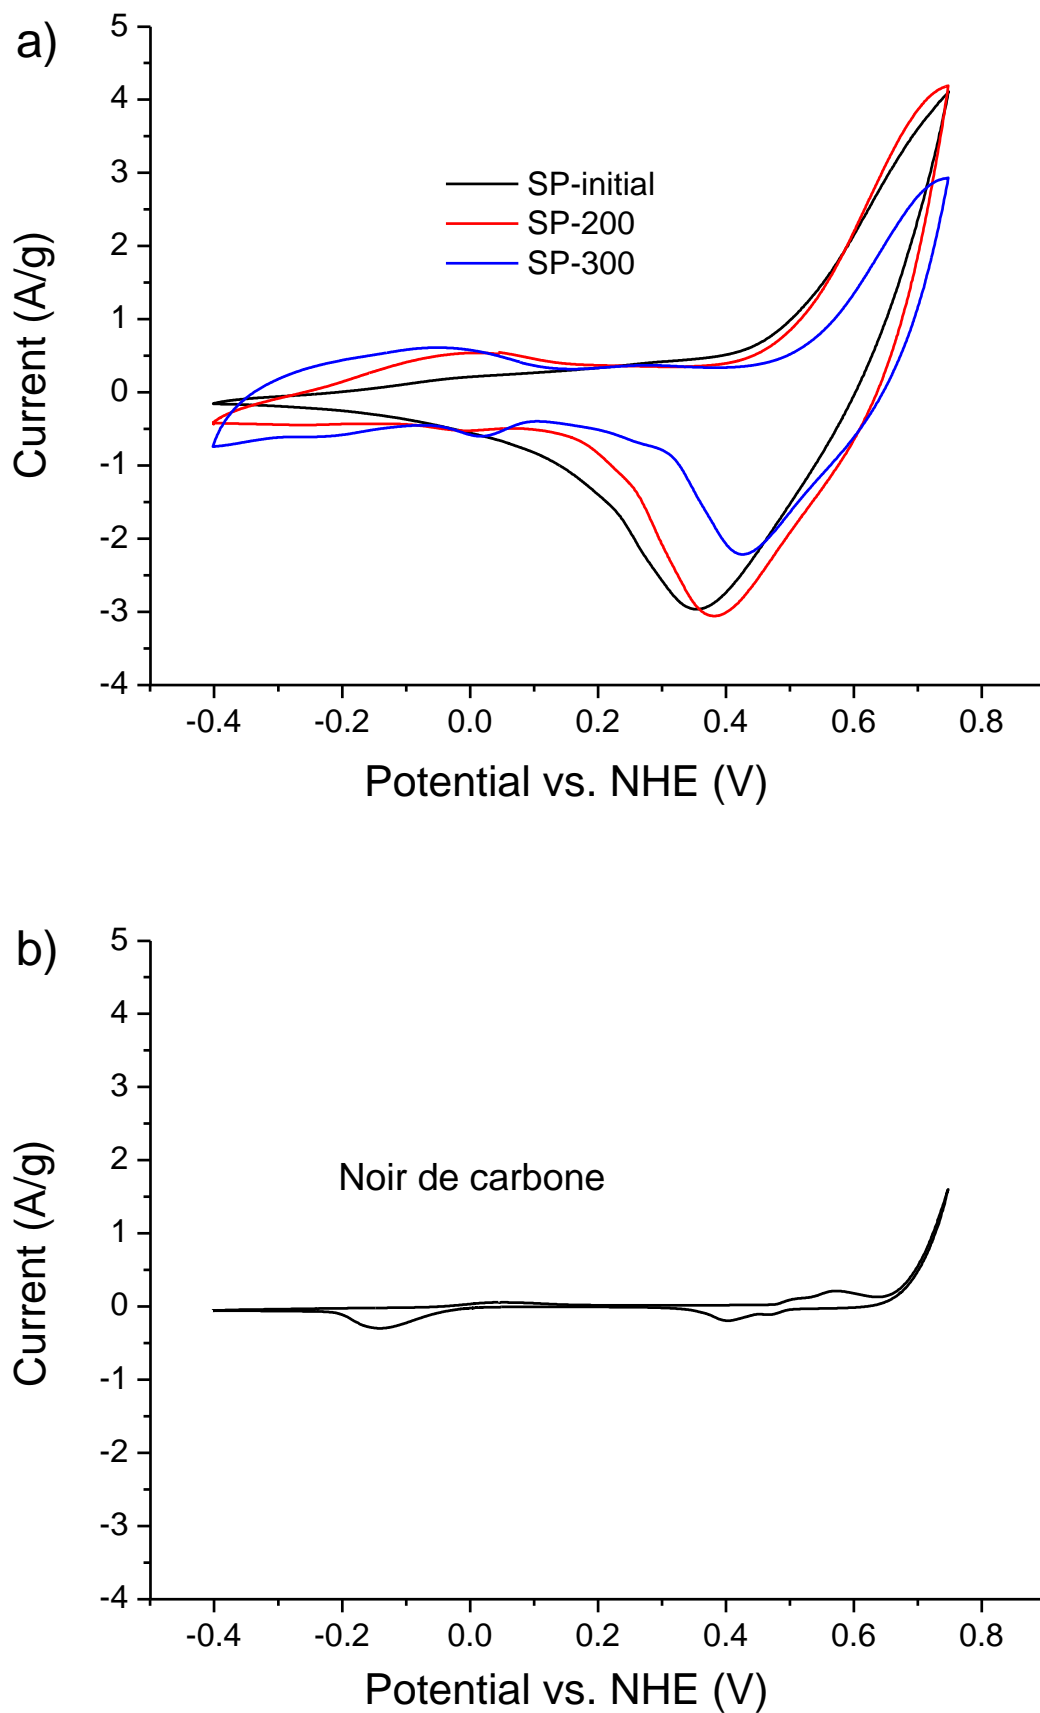 a)
5
4
3
2
1
0
-1
-2
-3
-4
Current (A/g)
SP-initial
SP-200
SP-300
-0.4 -0.2 0.0 0.2 0.4 0.6 0.8
Potential vs. NHE (V)
b)
5
4
3
2
1
0
-1
-2
-3
-4
Current (A/g)
Noir de carbone
-0.4 -0.2 0.0 0.2 0.4 0.6 0.8
Potential vs. NHE (V)